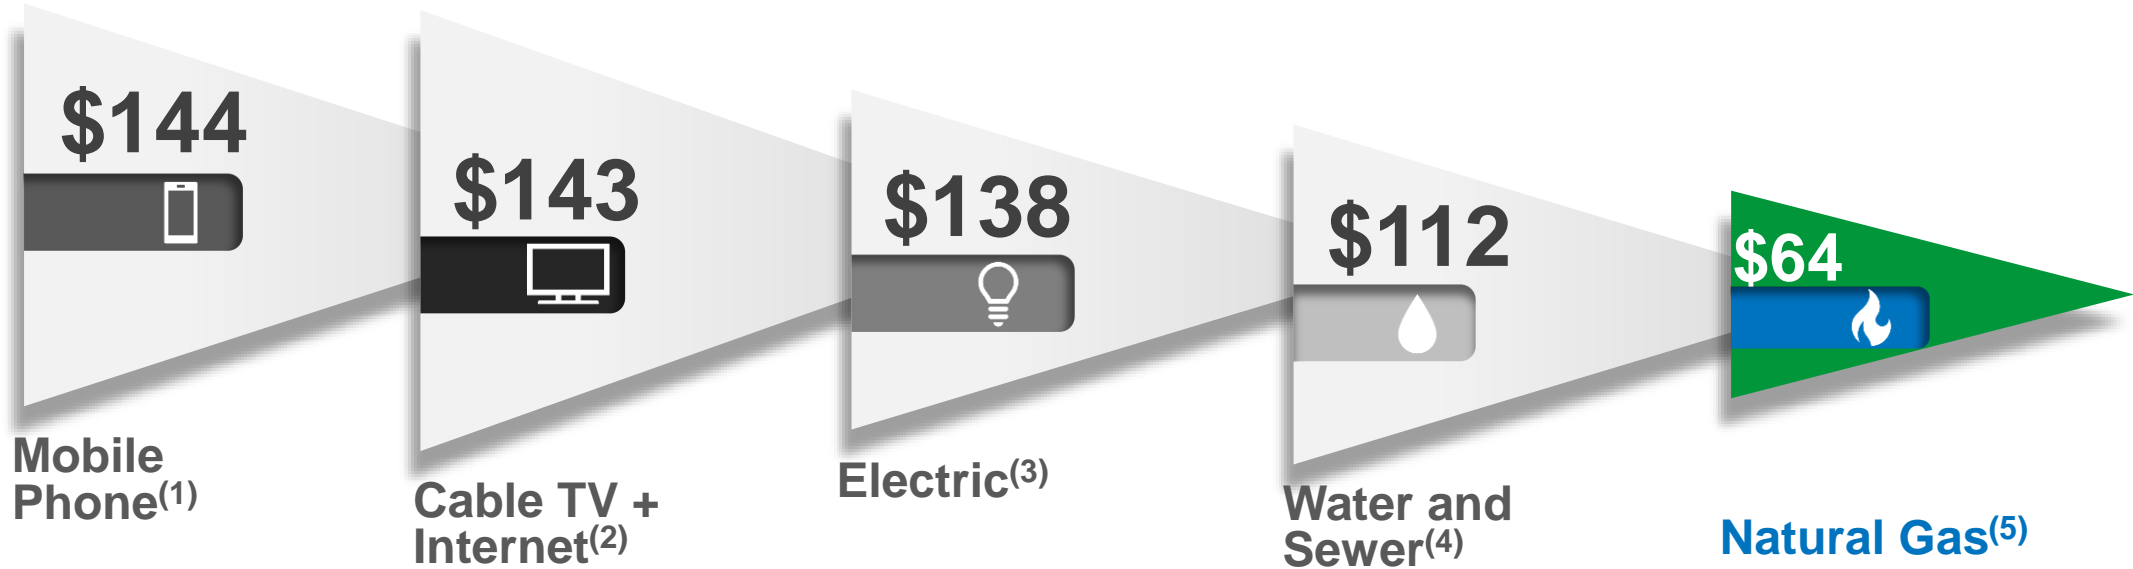 $144
Mobile
Phone(1)
$143
Cable TV +
Internet(2)
$138
Electric(3)
$112
Water and
Sewer(4)
$64
Natural Gas(5)